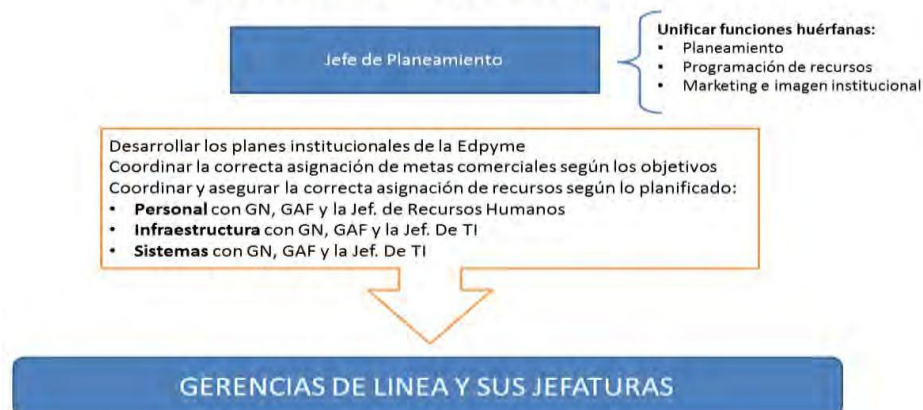 Jefe de Planeamiento
Unificar funciones huérfanas:
• Planeamiento
• Programación de recursos
• Marketing e imagen institucional
Desarrollar los planes institucionales de la Edpyme
Coordinar la correcta asignación de metas comerciales según los objetivos
Coordinar y asegurar la correcta asignación de recursos según lo planificado:
• Personal con GN, GAF y la Jef. de Recursos Humanos
• Infraestructura con GN, GAF y la Jef. De TI
• Sistemas con GN, GAF y la Jef. De TI
GERENCIAS DE LINEA Y SUS JEFATURAS